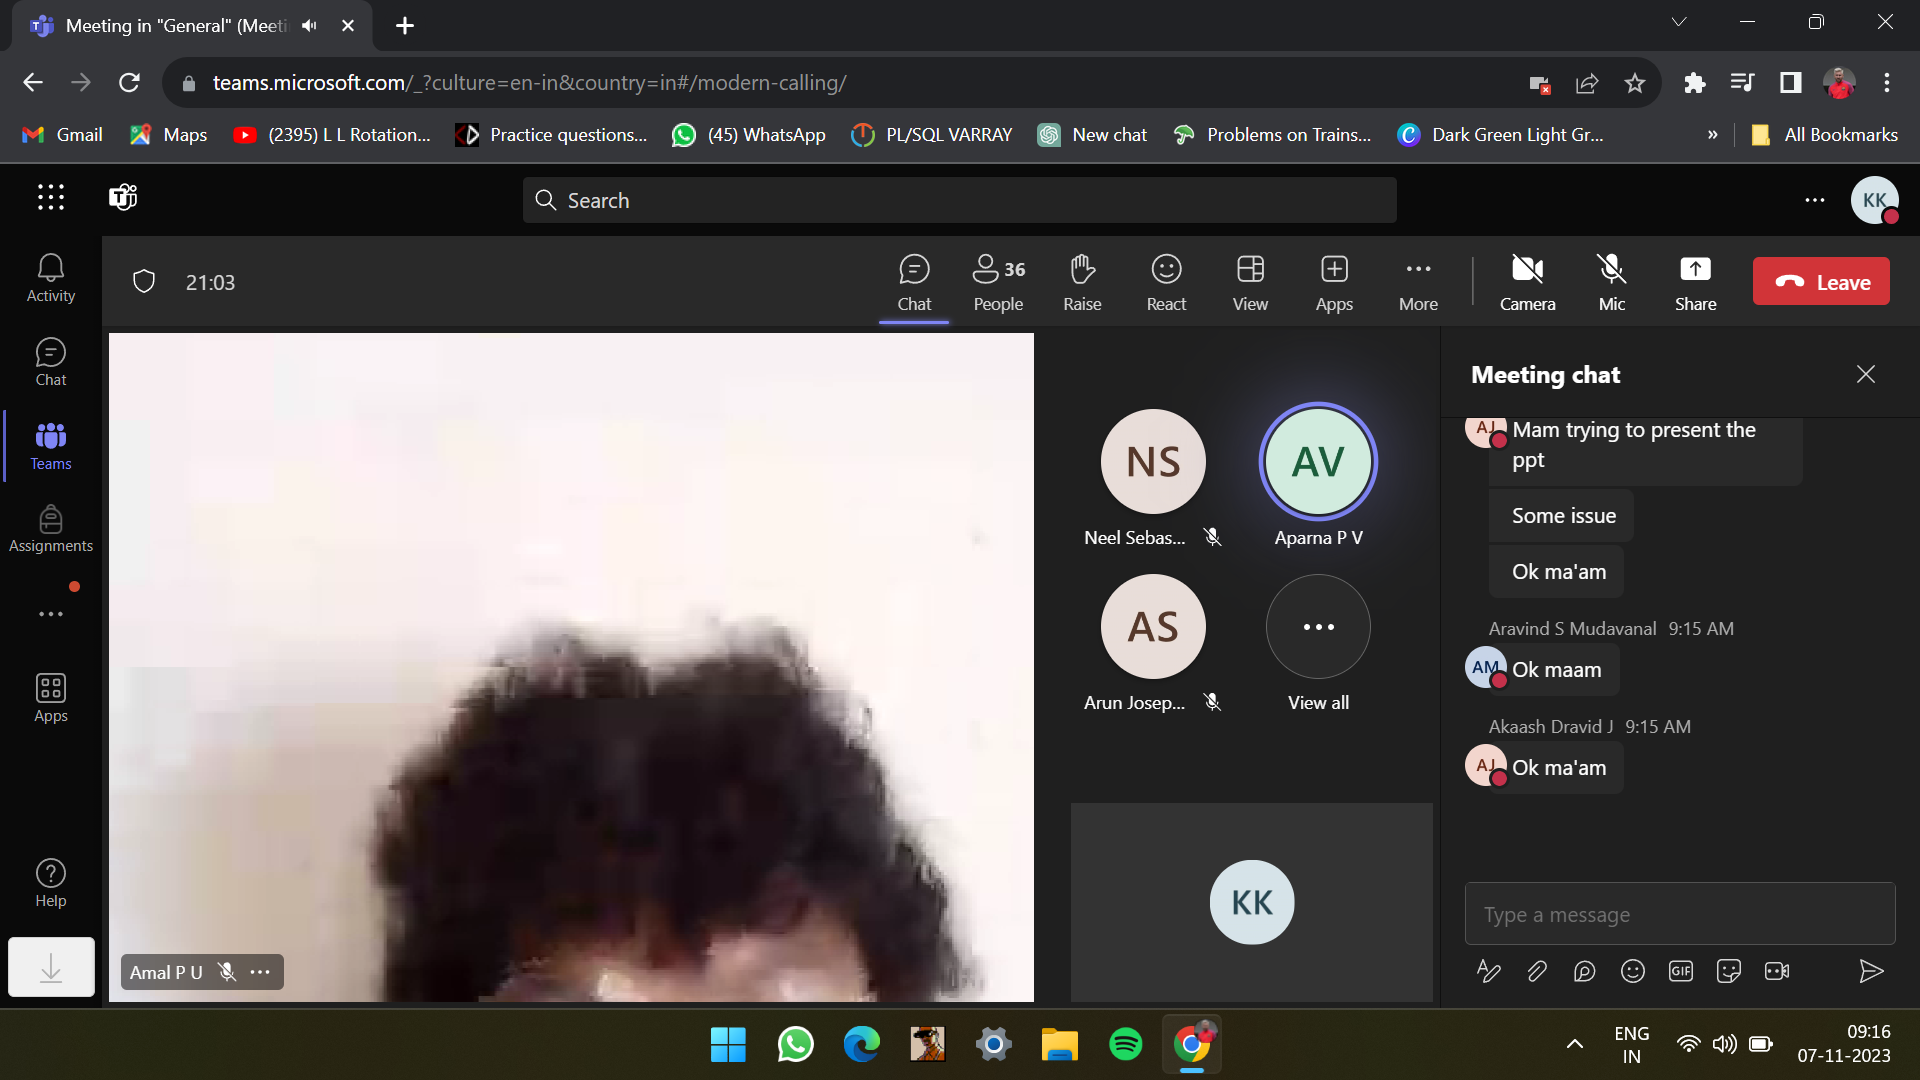 Meeting in "General" (Meeti
teams.microsoft.com/_?culture=en-in&country=in#/modern-calling/
Gmail
Maps
(2395) L L Rotation...
Practice questions...
(45) WhatsApp
PL/SQL VARRAY
New chat
Problems on Trains...
Dark Green Light Gr...
»
All Bookmarks
Search
KK
21:03
Chat
36
People
Raise
React
View
Apps
More
Camera
Mic
Share
Leave
Activity
Chat
Teams
Assignments
Apps
Help
Amal P U
NS
Neel Sebas...
AV
Aparna P V
AS
Arun Josep...
View all
KK
Meeting chat
AJ
Mam trying to present the
ppt
Some issue
Ok ma'am
Aravind S Mudavanal 9:15 AM
AM
Ok maam
Akaash Dravid J 9:15 AM
AJ
Ok ma'am
Type a message
GIF
ENG
IN
09:16
07-11-2023